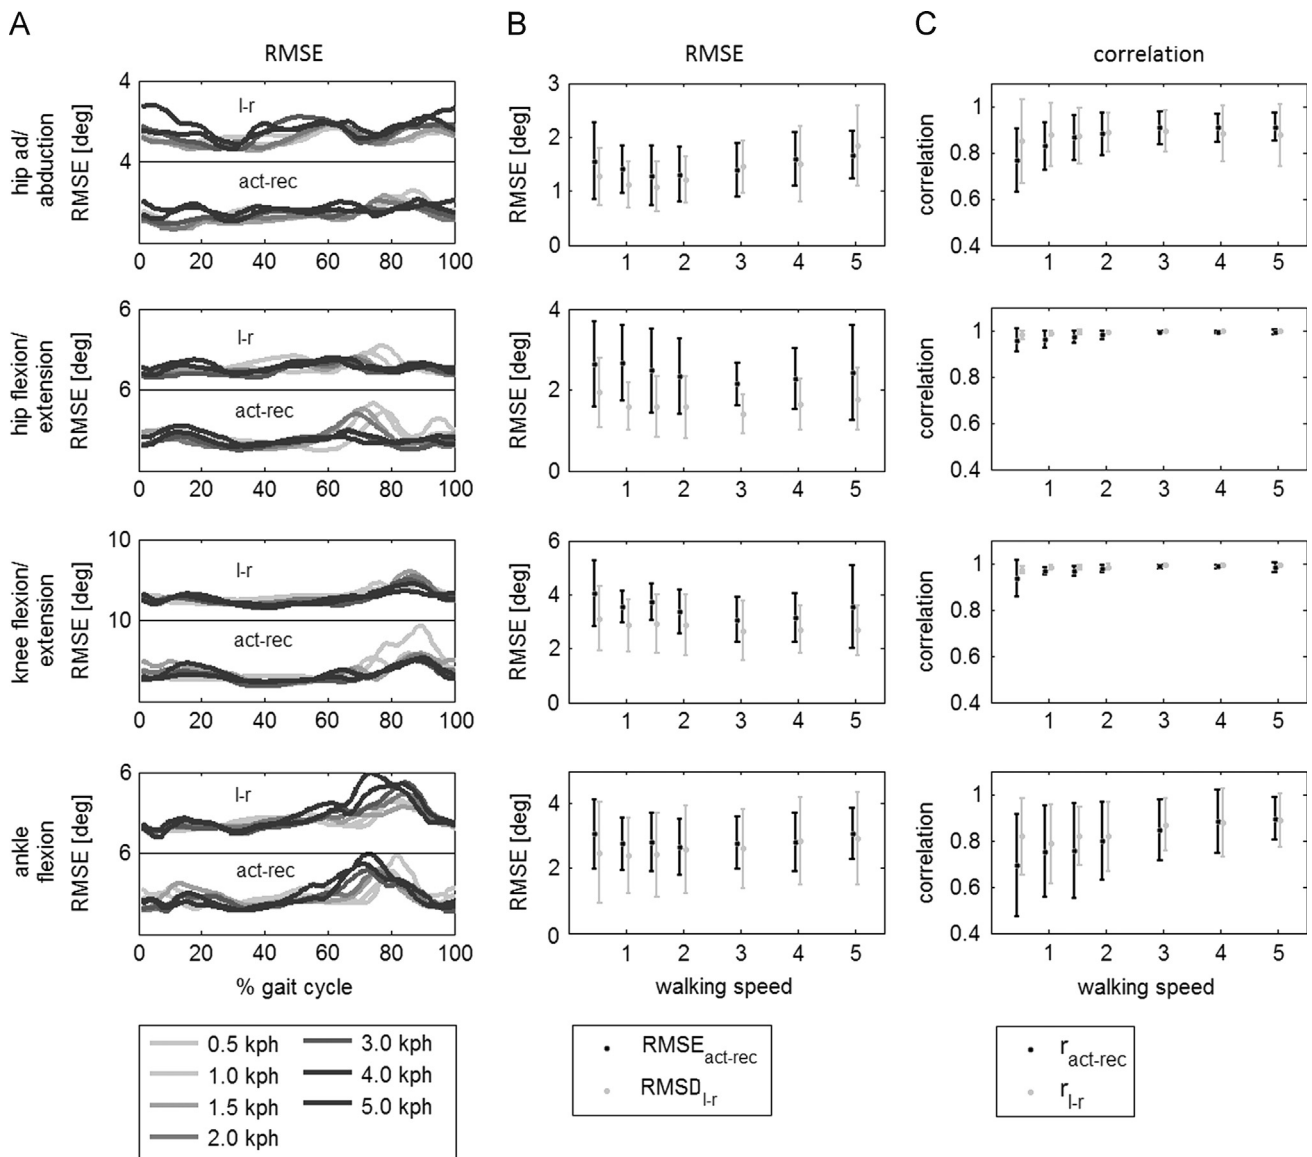 A
B
C
RMSE
RMSE
correlation
hip ad/
abduction
RMSE [deg]
4
l-r
4
act-rec
0 20 40 60 80 100
RMSE [deg]
3
2
1
0
1 2 3 4 5
correlation
1
0.8
0.6
0.4
1 2 3 4 5
hip flexion/
extension
RMSE [deg]
6
l-r
6
act-rec
0 20 40 60 80 100
RMSE [deg]
4
2
0
1 2 3 4 5
correlation
1
0.8
0.6
0.4
1 2 3 4 5
knee flexion/
extension
RMSE [deg]
10
l-r
10
act-rec
0 20 40 60 80 100
RMSE [deg]
6
4
2
0
1 2 3 4 5
correlation
1
0.8
0.6
0.4
1 2 3 4 5
ankle
flexion
RMSE [deg]
6
l-r
6
act-rec
0 20 40 60 80 100
% gait cycle
RMSE [deg]
4
2
0
1 2 3 4 5
walking speed
correlation
1
0.8
0.6
0.4
1 2 3 4 5
walking speed
0.5 kph
1.0 kph
1.5 kph
2.0 kph
3.0 kph
4.0 kph
5.0 kph
RMSE act-rec
RMSD l-r
r act-rec
r l-r